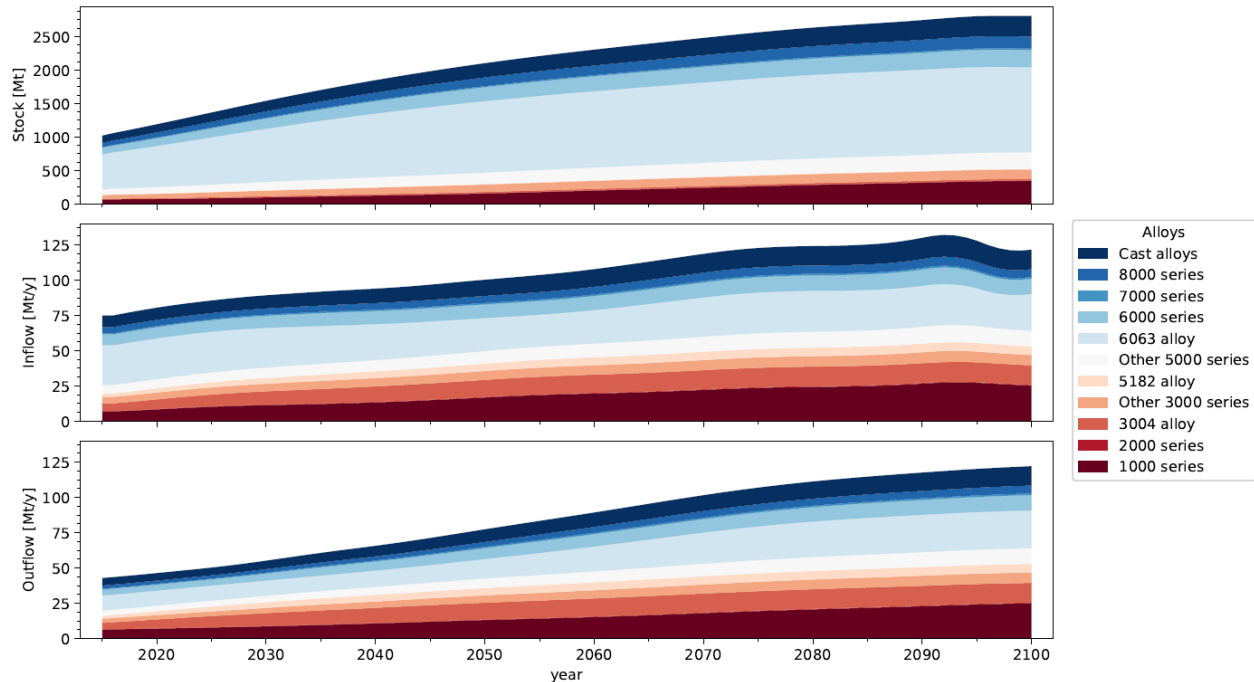 Stock [Mt]
2500
2000
1500
1000
500
0
Inflow [Mt/y]
125
100
75
50
25
0
Outflow [Mt/y]
125
100
75
50
25
0
2020 2030 2040 2050 2060 2070 2080 2090 2100
year
Alloys
Cast alloys
8000 series
7000 series
6000 series
6063 alloy
Other 5000 series
5182 alloy
Other 3000 series
3004 alloy
2000 series
1000 series